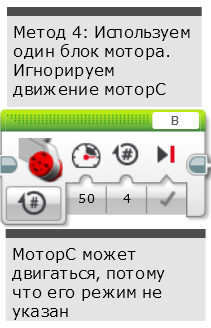 Метод 4: Используем
один блок мотора.
Игнорируем
движение моторС
B
#
#
50
4
МоторС может
двигаться, потому
что его режим не
указан